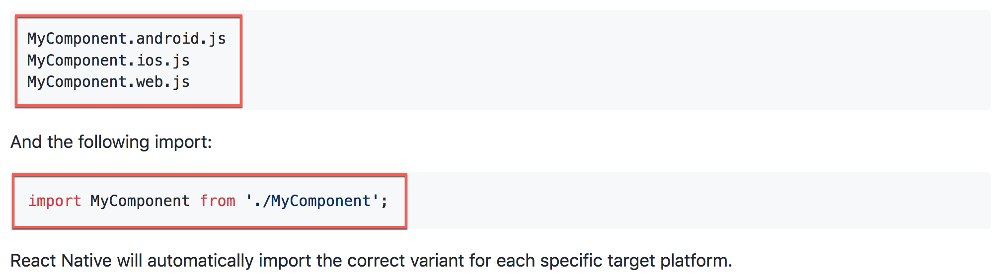 MyComponent.android.js
MyComponent.ios.js
MyComponent.web.js
And the following import:
import MyComponent from './MyComponent';
React Native will automatically import the correct variant for each specific target platform.